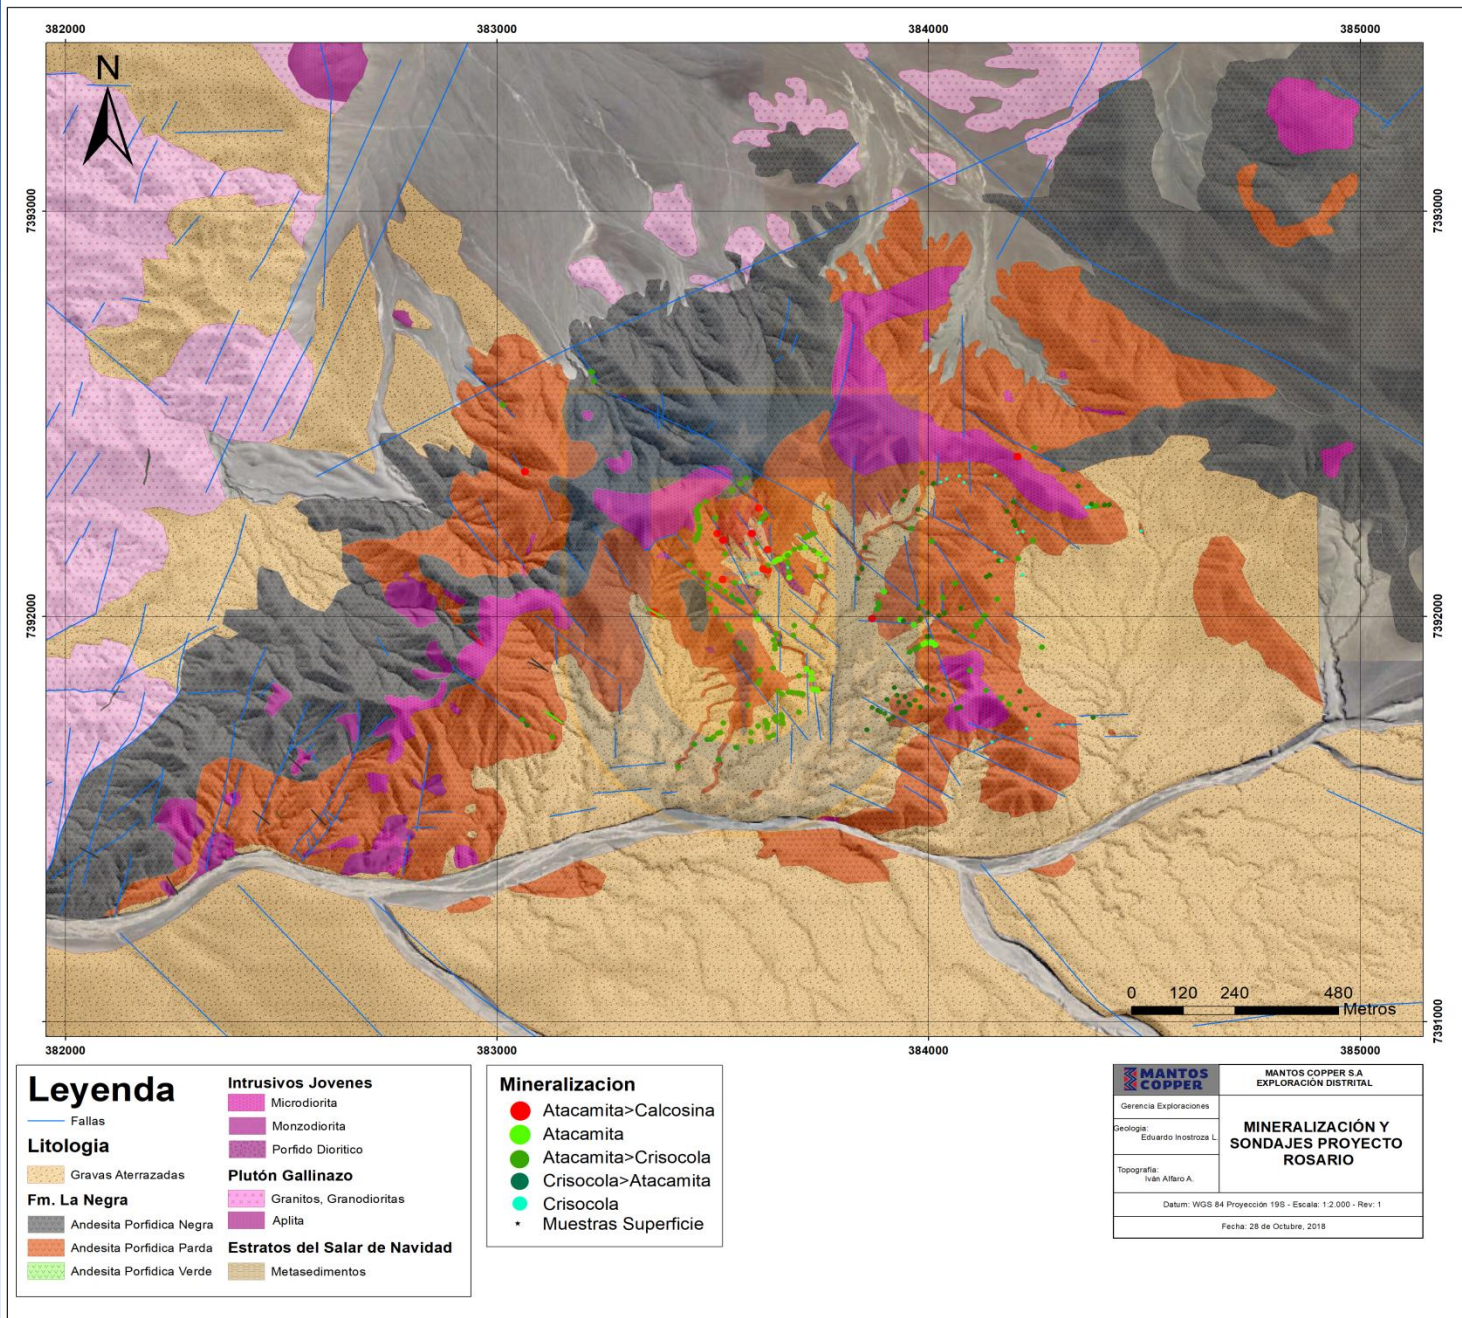 382000
383000
384000
385000
N
7393000
7393000
7392000
7392000
7391000
0 120 240 480
Metros
382000
383000
384000
385000
Leyenda
Fallas
Litologia
Gravas Aterrazadas
Fm. La Negra
Andesita Porfidica Negra
Andesita Porfidica Parda
Andesita Porfidica Verde
Intrusivos Jovenes
Microdiorita
Monzodiorita
Porfido Dioritico
Plutón Gallinazo
Granitos, Granodioritas
Aplita
Estratos del Salar de Navidad
Metasedimentos
Mineralizacion
Atacamita>Calcosina
Atacamita
Atacamita>Crisocola
Crisocola>Atacamita
Crisocola
Muestras Superficie
MANTOS
COPPER
MANTOS COPPER S.A
EXPLORACIÓN DISTRITAL
Gerencia Exploraciones
Geología:
Eduardo Inostroza L.
Topografía:
Iván Alfaro A.
MINERALIZACIÓN Y
SONDAJES PROYECTO
ROSARIO
Datum: WGS 84 Proyección 19S - Escala: 1:2.000 - Rev: 1
Fecha: 28 de Octubre, 2018